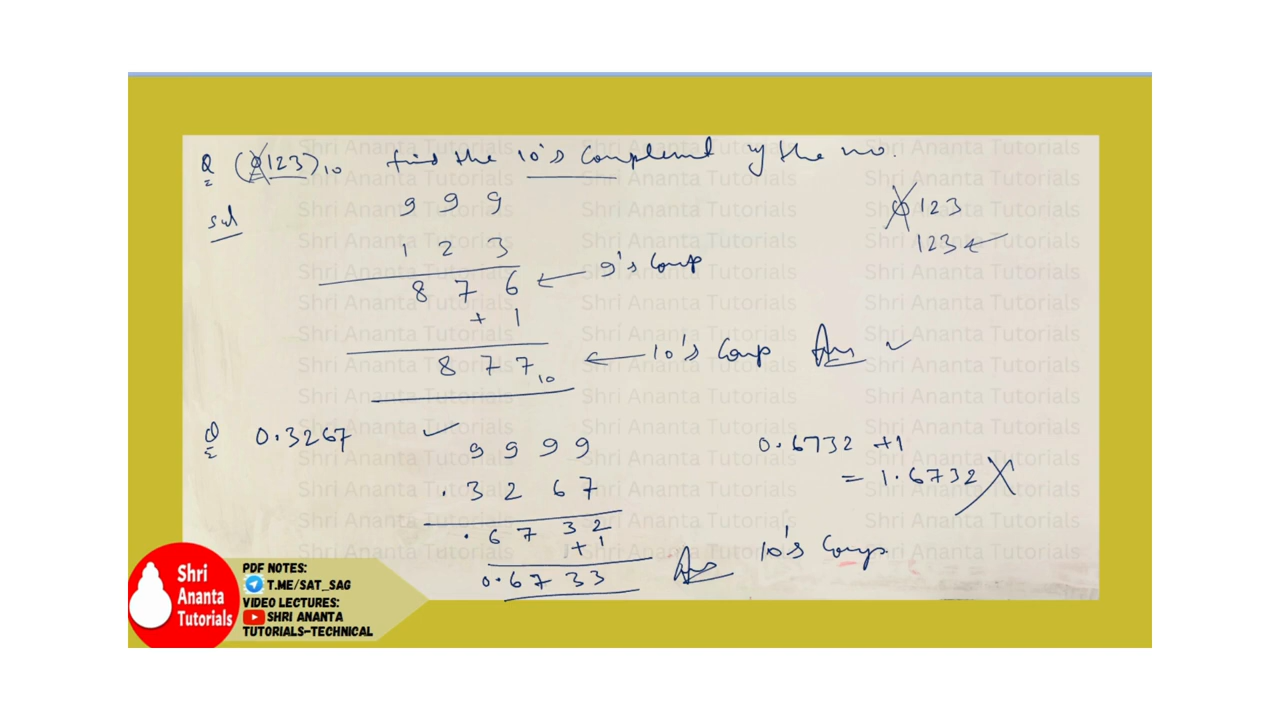 Q (0123)10 find the 10's Complement of the no.
Sol
9 9 9
0123
1 2 3
123 ←
8 7 6 ← 9's Comp
+ 1
8 7 7 10 ← 10's Comp Ans ✓
Q 0.3267 ✓
9 9 9 9
0.6732 +1
. 3 2 6 7
= 1.6732 X
. 6 7 3 2
+ 1
0.6 7 3 3 Ans 10's Comp
Shri
Ananta
Tutorials
PDF NOTES:
T.ME/SAT_SAG
VIDEO LECTURES:
SHRI ANANTA
TUTORIALS-TECHNICAL
Shri Ananta Tutorials